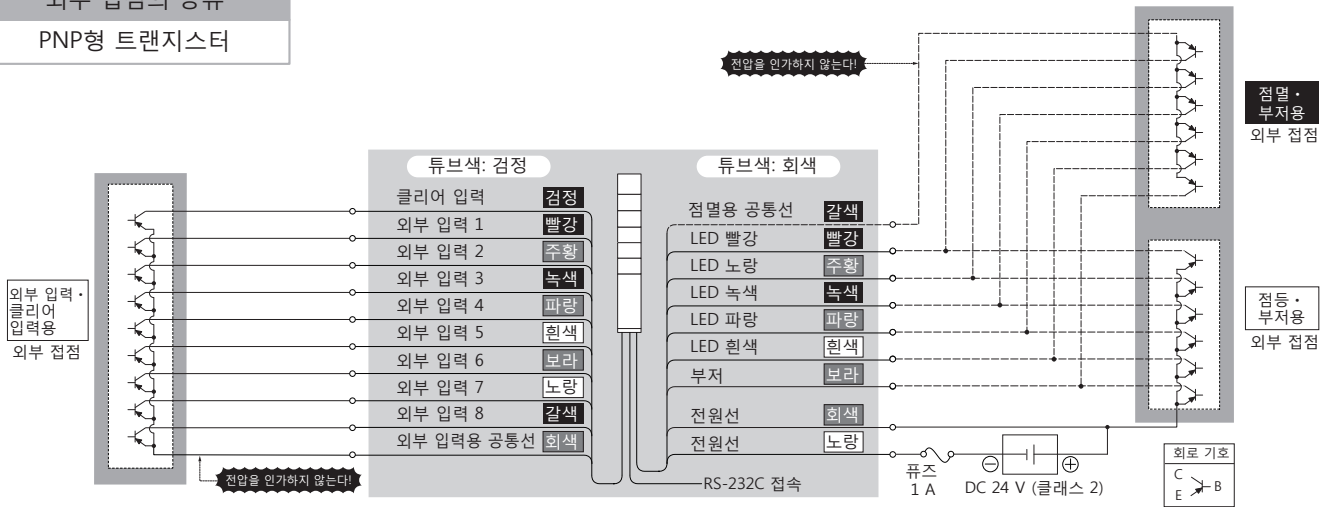 외부 접점의 종류
PNP형 트랜지스터
전압을 인가하지 않는다!
점멸・
부저용
외부 접점
튜브색: 검정
튜브색: 회색
클리어 입력 검정
외부 입력 1 빨강
외부 입력 2 주황
외부 입력 3 녹색
외부 입력 4 파랑
외부 입력 5 흰색
외부 입력 6 보라
외부 입력 7 노랑
외부 입력 8 갈색
외부 입력용 공통선 회색
점멸용 공통선 갈색
LED 빨강 빨강
LED 노랑 주황
LED 녹색 녹색
LED 파랑 파랑
LED 흰색 흰색
부저 보라
전원선 회색
전원선 노랑
외부 입력・
클리어
입력용
외부 접점
점등・
부저용
외부 접점
전압을 인가하지 않는다!
RS-232C 접속
퓨즈
1 A
⊖ ⊕
DC 24 V (클래스 2)
회로 기호
C
B
E